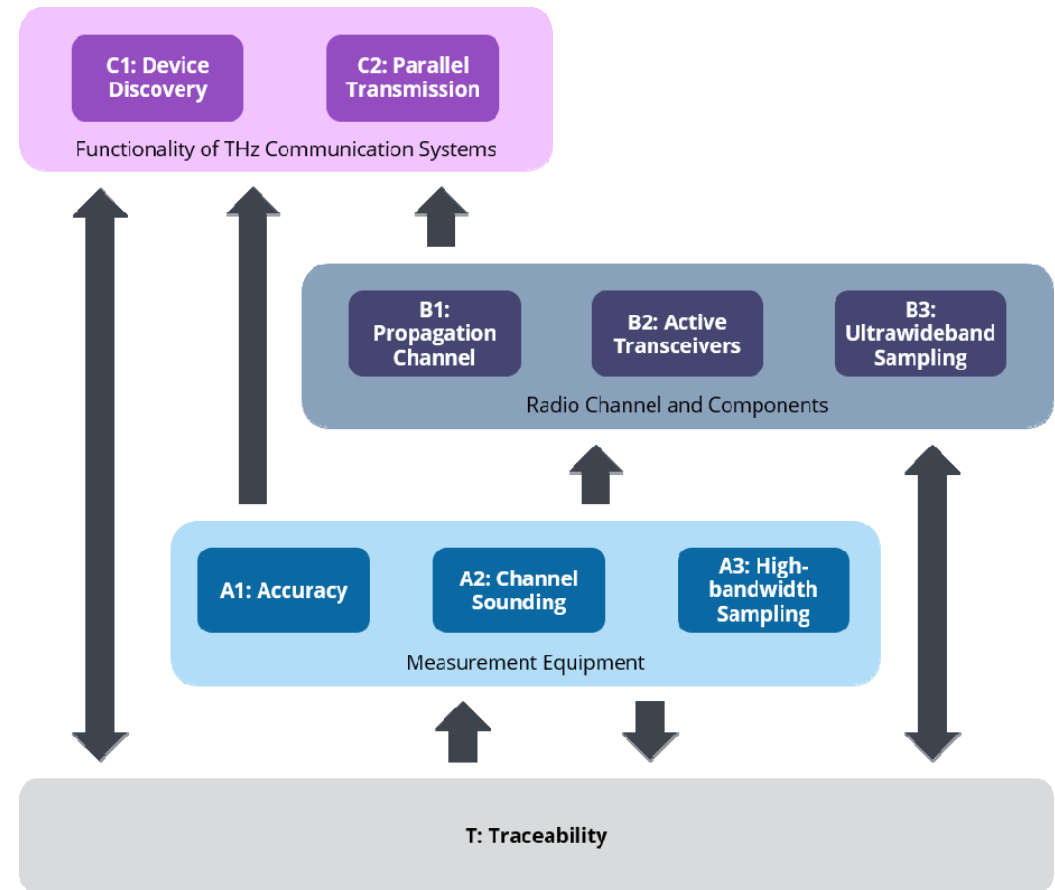 C1: Device
Discovery
C2: Parallel
Transmission
Functionality of THz Communication Systems
B1:
Propagation
Channel
B2: Active
Transceivers
B3:
Ultrawideband
Sampling
Radio Channel and Components
A1: Accuracy
A2: Channel
Sounding
A3: High-
bandwidth
Sampling
Measurement Equipment
T: Traceability